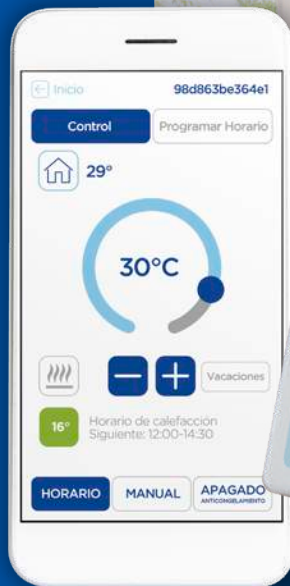 Inicio
98d863be364e1
Control
Programar Horario
29°
30°C
Vacaciones
16°
Horario de calefacción
Siguiente: 12:00-14:30
HORARIO
MANUAL
APAGADO
ANTICONGELAMIENTO